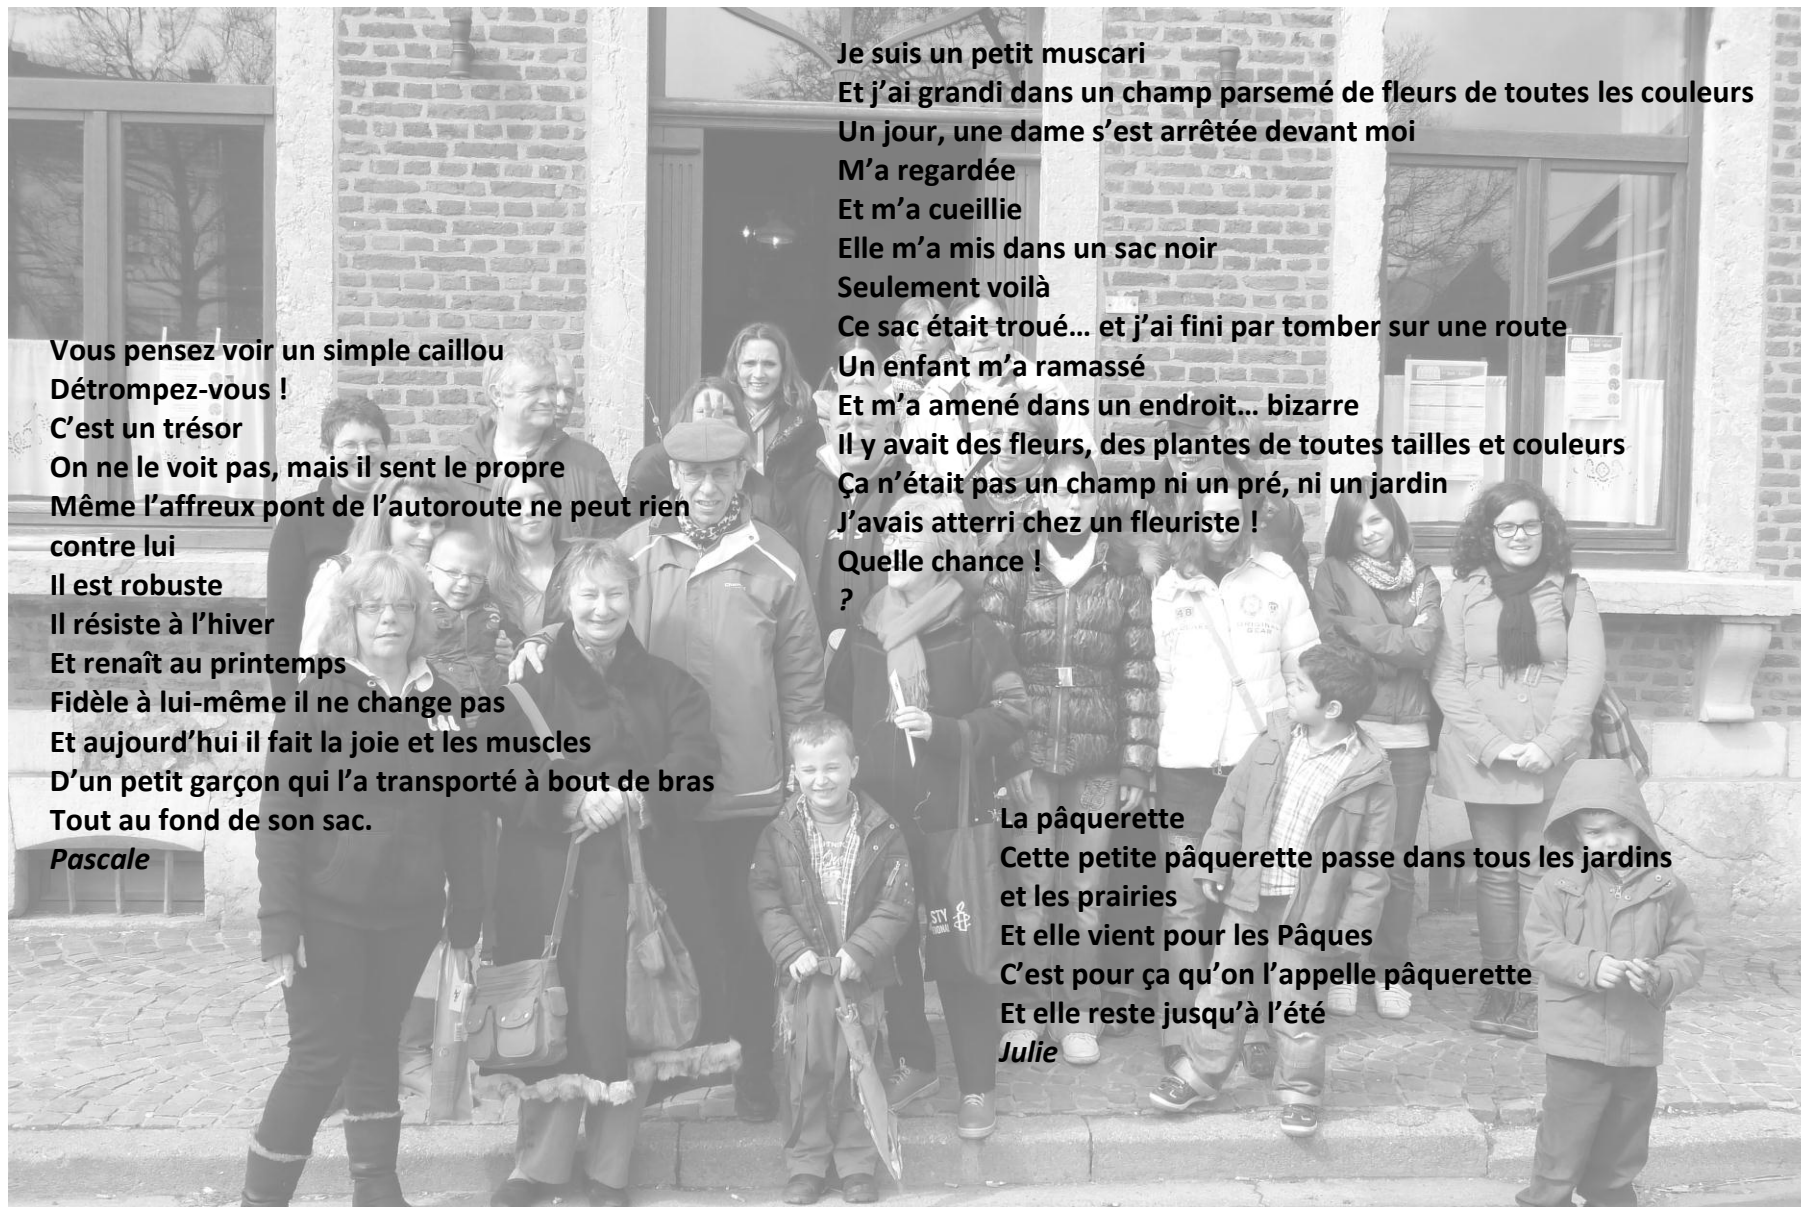 Je suis un petit muscari
Et j’ai grandi dans un champ parsemé de fleurs de toutes les couleurs
Un jour, une dame s’est arrêtée devant moi
M’a regardée
Et m’a cueillie
Elle m’a mis dans un sac noir
Seulement voilà
Ce sac était troué… et j’ai fini par tomber sur une route
Un enfant m’a ramassé
Et m’a amené dans un endroit… bizarre
Il y avait des fleurs, des plantes de toutes tailles et couleurs
Ça n’était pas un champ ni un pré, ni un jardin
J’avais atterri chez un fleuriste !
Quelle chance !
?
Vous pensez voir un simple caillou
Détrompez-vous !
C’est un trésor
On ne le voit pas, mais il sent le propre
Même l’affreux pont de l’autoroute ne peut rien
contre lui
Il est robuste
Il résiste à l’hiver
Et renaît au printemps
Fidèle à lui-même il ne change pas
Et aujourd’hui il fait la joie et les muscles
D’un petit garçon qui l’a transporté à bout de bras
Tout au fond de son sac.
Pascale
La pâquerette
Cette petite pâquerette passe dans tous les jardins
et les prairies
Et elle vient pour les Pâques
C’est pour ça qu’on l’appelle pâquerette
Et elle reste jusqu’à l’été
Julie